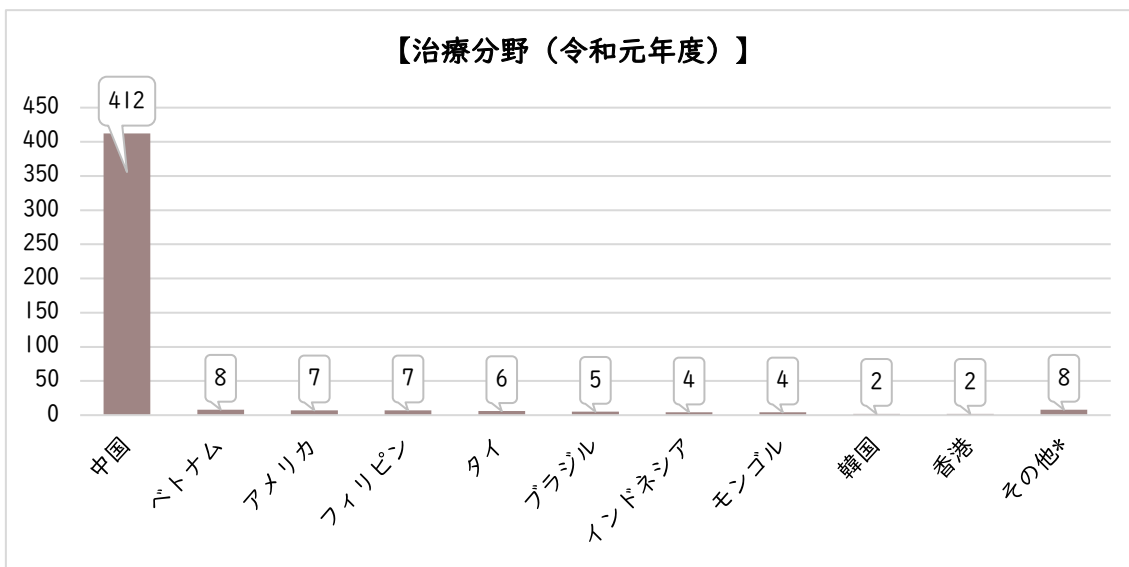 【治療分野（令和元年度）】
450
400
350
300
250
200
150
100
50
0
412
8
7
7
6
5
4
4
2
2
8
中国
ベトナム
アメリカ
フィリピン
タイ
ブラジル
インドネシア
モンゴル
韓国
香港
その他*